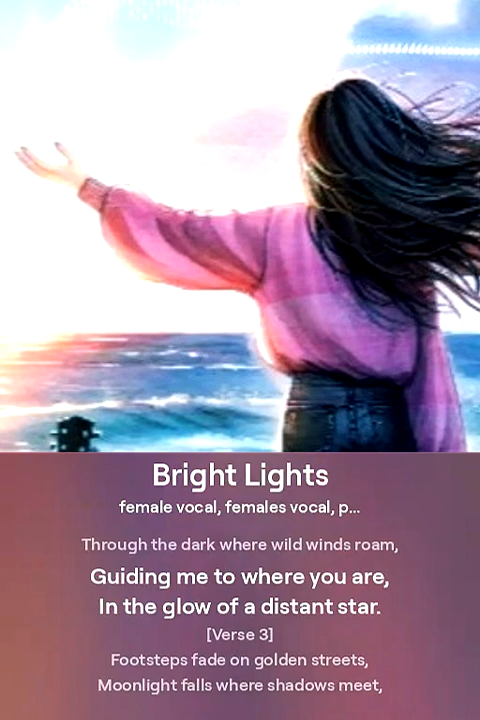 Bright Lights
female vocal, females vocal, p...
Through the dark where wild winds roam,
Guiding me to where you are,
In the glow of a distant star.
[Verse 3]
Footsteps fade on golden streets,
Moonlight falls where shadows meet,